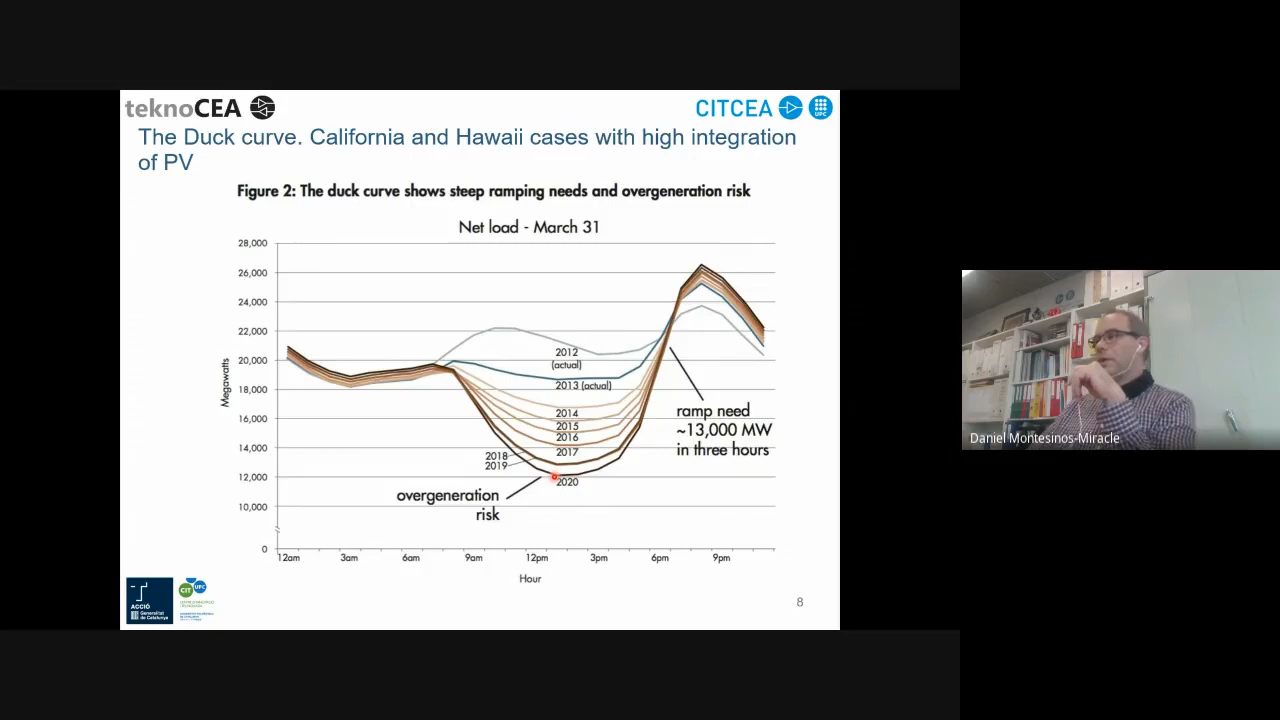 teknoCEA
CITCEA
UPC
The Duck curve. California and Hawaii cases with high integration
of PV
Figure 2: The duck curve shows steep ramping needs and overgeneration risk
Net load - March 31
28,000
26,000
24,000
22,000
20,000
18,000
16,000
14,000
12,000
10,000
0
Megawatts
2012
(actual)
2013 (actual)
2014
2015
2016
2017
2018
2019
2020
ramp need
~13,000 MW
in three hours
overgeneration
risk
12am
3am
6am
9am
12pm
3pm
6pm
9pm
Hour
ACCIÓ
Generalitat
de Catalunya
CIT
UPC
8
Daniel Montesinos-Miracle